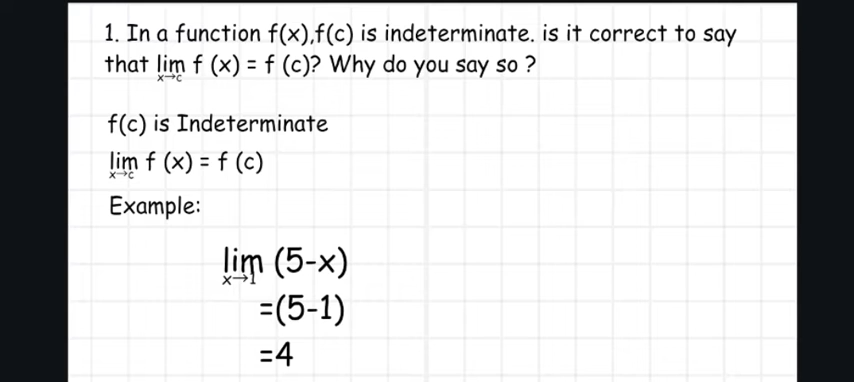 1. In a function f(x),f(c) is indeterminate. is it correct to say
that lim x→c f (x) = f (c)? Why do you say so ?
f(c) is Indeterminate
lim x→c f (x) = f (c)
Example:
lim x→1 (5-x)
=(5-1)
=4